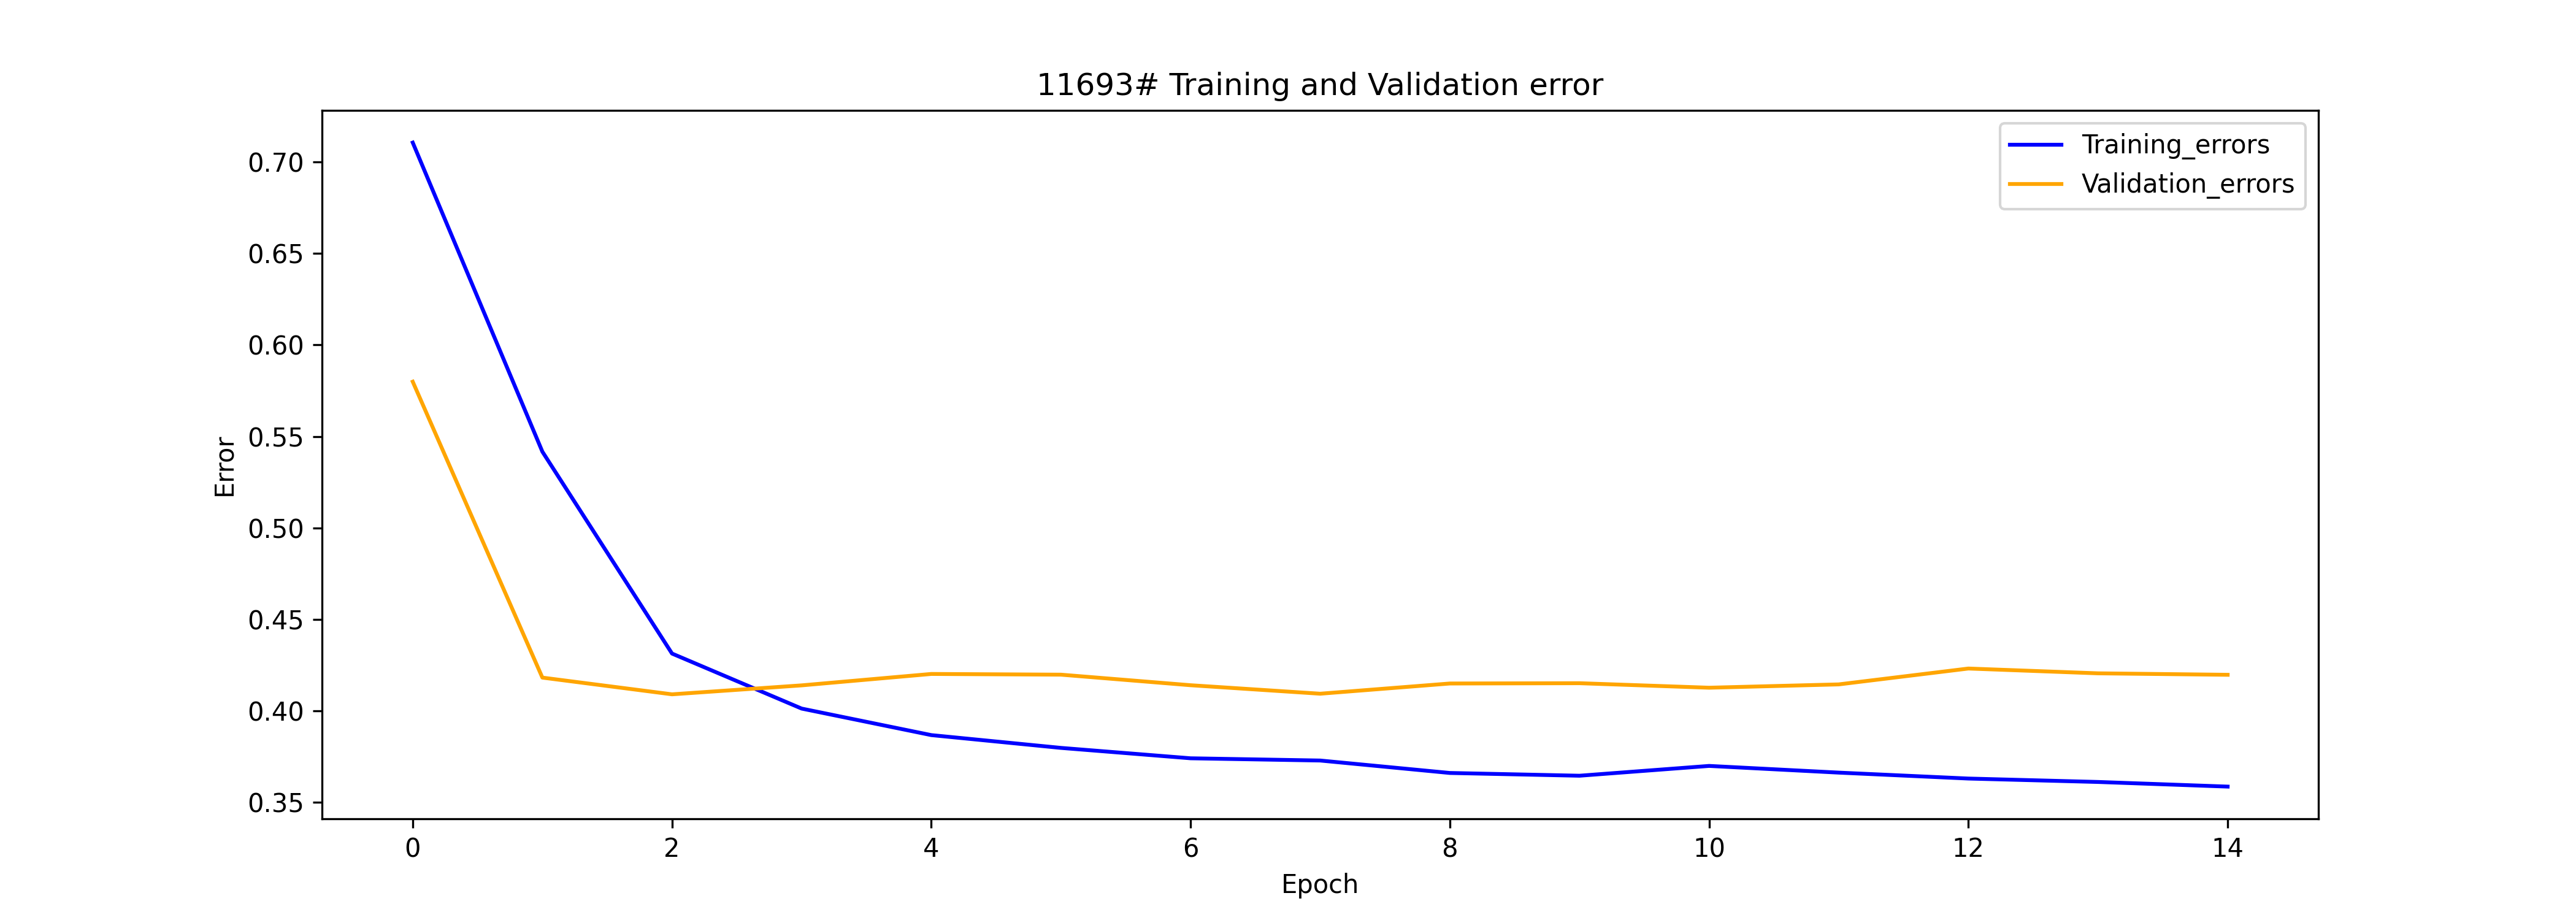 11693# Training and Validation error
Training_errors
Validation_errors
0.70
0.65
0.60
0.55
0.50
0.45
0.40
0.35
Error
0 2 4 6 8 10 12 14
Epoch